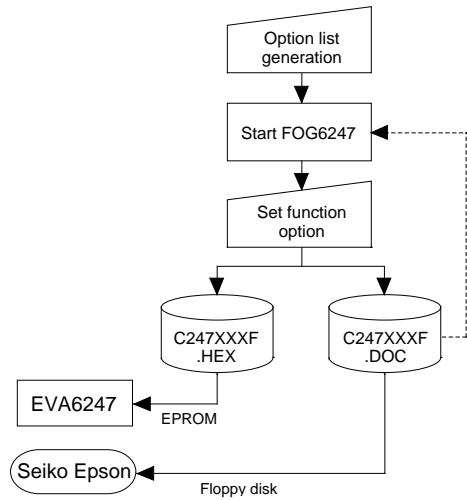 Option list
generation
Start FOG6247
Set function
option
C247XXXF
.HEX
C247XXXF
.DOC
EVA6247
EPROM
Seiko Epson
Floppy disk